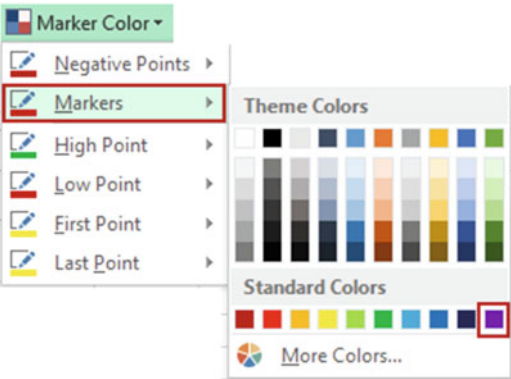 Marker Color
Negative Points
Markers
High Point
Low Point
First Point
Last Point
Theme Colors
Standard Colors
More Colors...